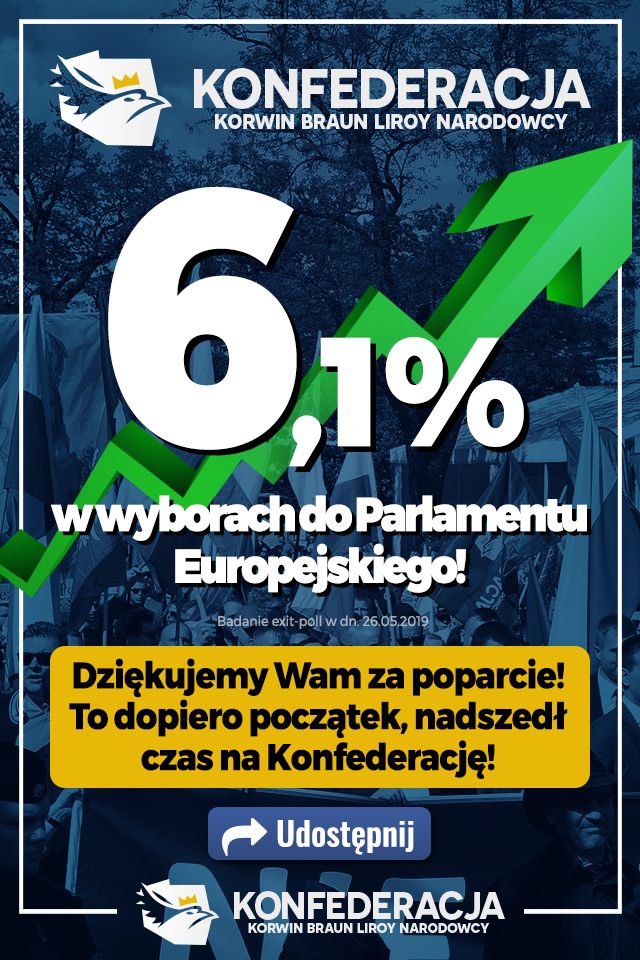 KONFEDERACJA
KORWIN BRAUN LIROY NARODOWCY
6,1%
w wyborach do Parlamentu
Europejskiego!
Badanie exit-poll w dn. 26.05.2019
Dziękujemy Wam za poparcie!
To dopiero początek, nadszedł
czas na Konfederację!
Udostępnij
NIE
KONFEDERACJA
KORWIN BRAUN LIROY NARODOWCY